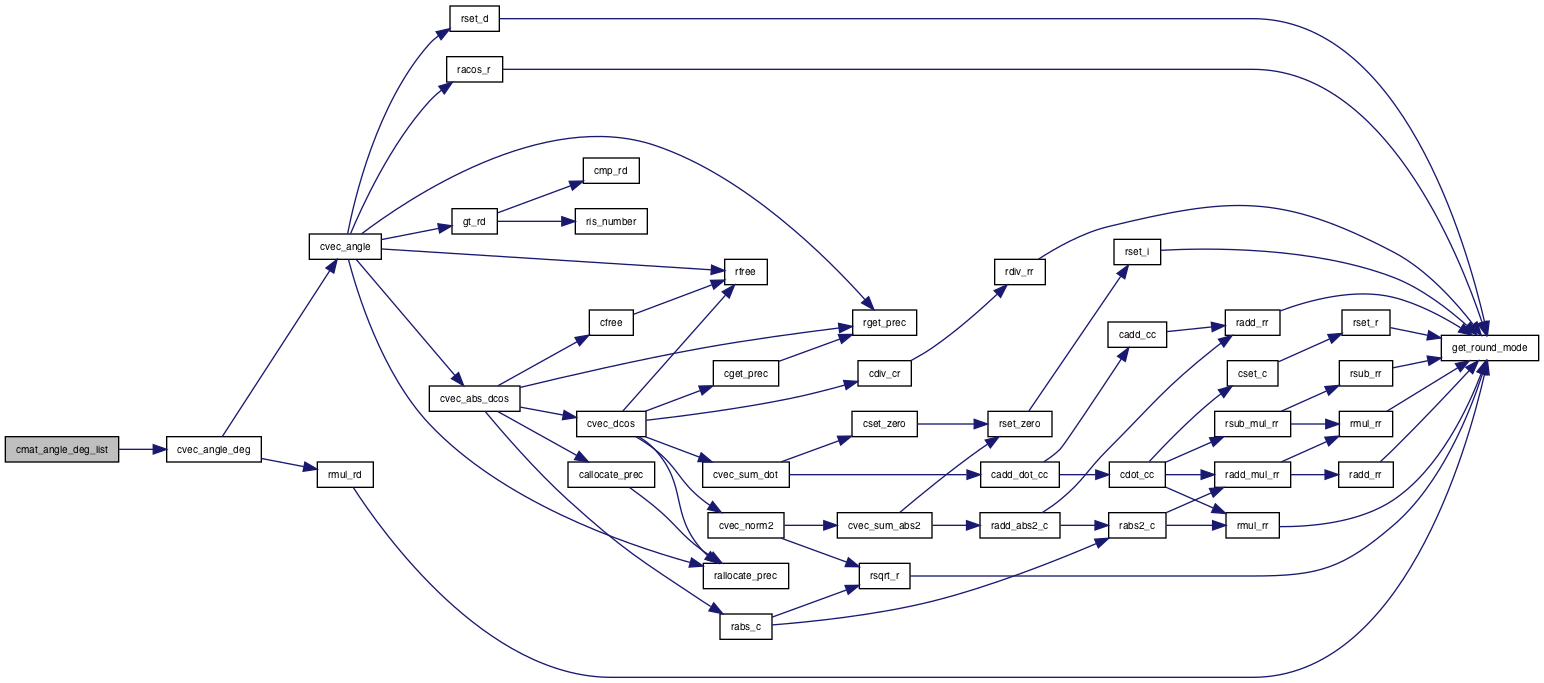 rset_d
racos_r
cmp_rd
gt_rd
ris_number
cvec_angle
rset_i
rfree
rdiv_rr
cfree
rget_prec
radd_rr
rset_r
cadd_cc
get_round_mode
cget_prec
cdiv_cr
cset_c
rsub_rr
cvec_abs_dcos
cvec_dcos
cset_zero
rset_zero
rsub_mul_rr
rmul_rr
cmat_angle_deg_list
cvec_angle_deg
rmul_rd
callocate_prec
cvec_sum_dot
cadd_dot_cc
cdot_cc
radd_mul_rr
radd_rr
cvec_norm2
cvec_sum_abs2
radd_abs2_c
rabs2_c
rmul_rr
rallocate_prec
rsqrt_r
rabs_c